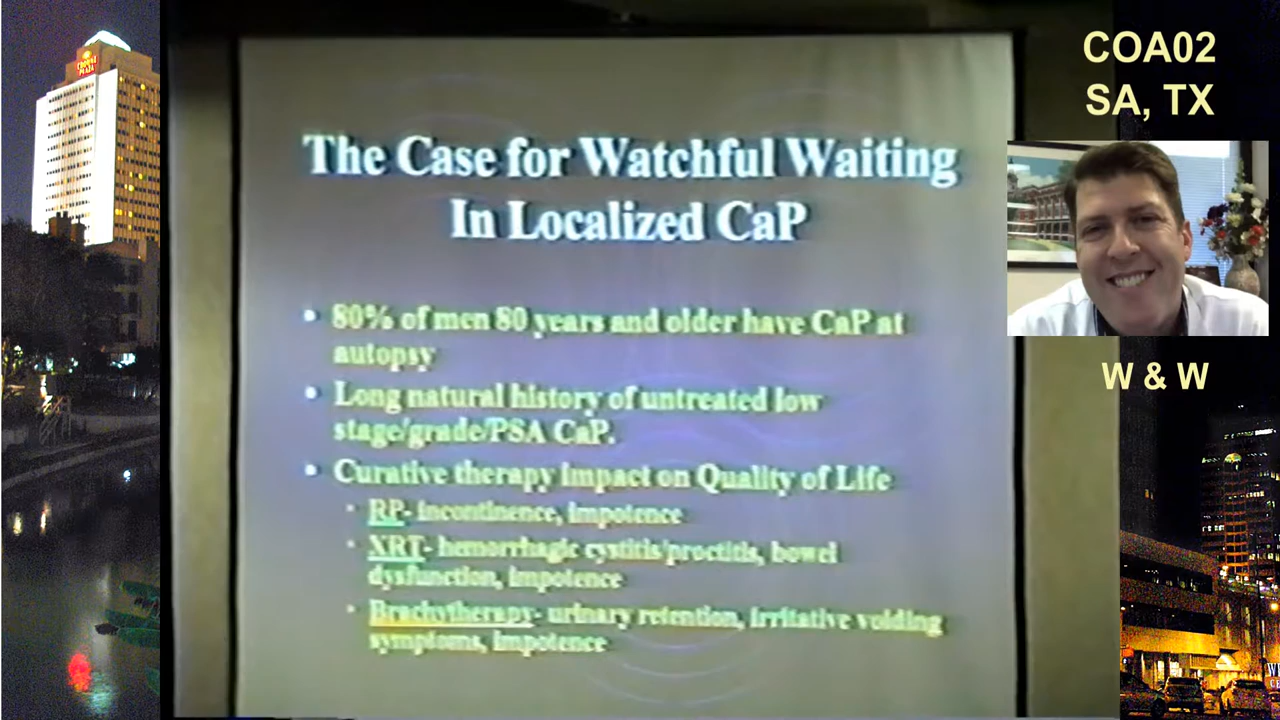 The Case for Watchful Waiting
In Localized CaP
• 80% of men 80 years and older have CaP at
autopsy
• Long natural history of untreated low
stage/grade/PSA CaP.
• Curative therapy Impact on Quality of Life
• RP- incontinence, impotence
• XRT- hemorrhagic cystitis/proctitis, bowel
dysfunction, impotence
• Brachytherapy- urinary retention, irritative voiding
symptoms, impotence
COA02
SA, TX
W & W
CROWNE
PLAZA